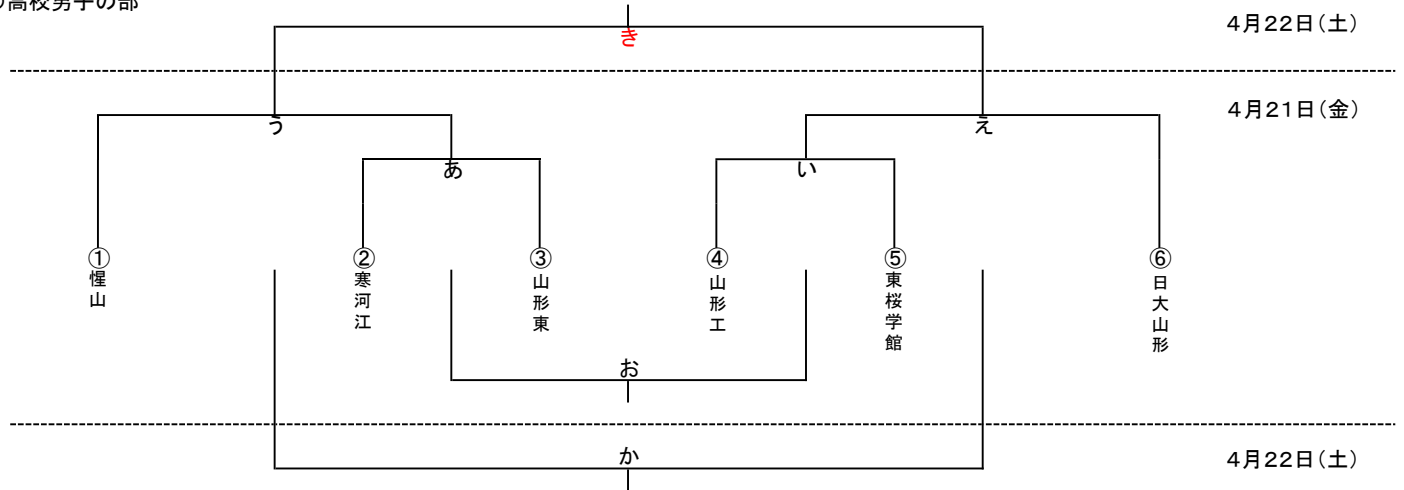 高校男子の部
4月22日(土)
き
4月21日(金)
う
え
あ
い
①惺山
②寒河江
③山形東
④山形工
⑤東桜学館
⑥日大山形
お
か
4月22日(土)